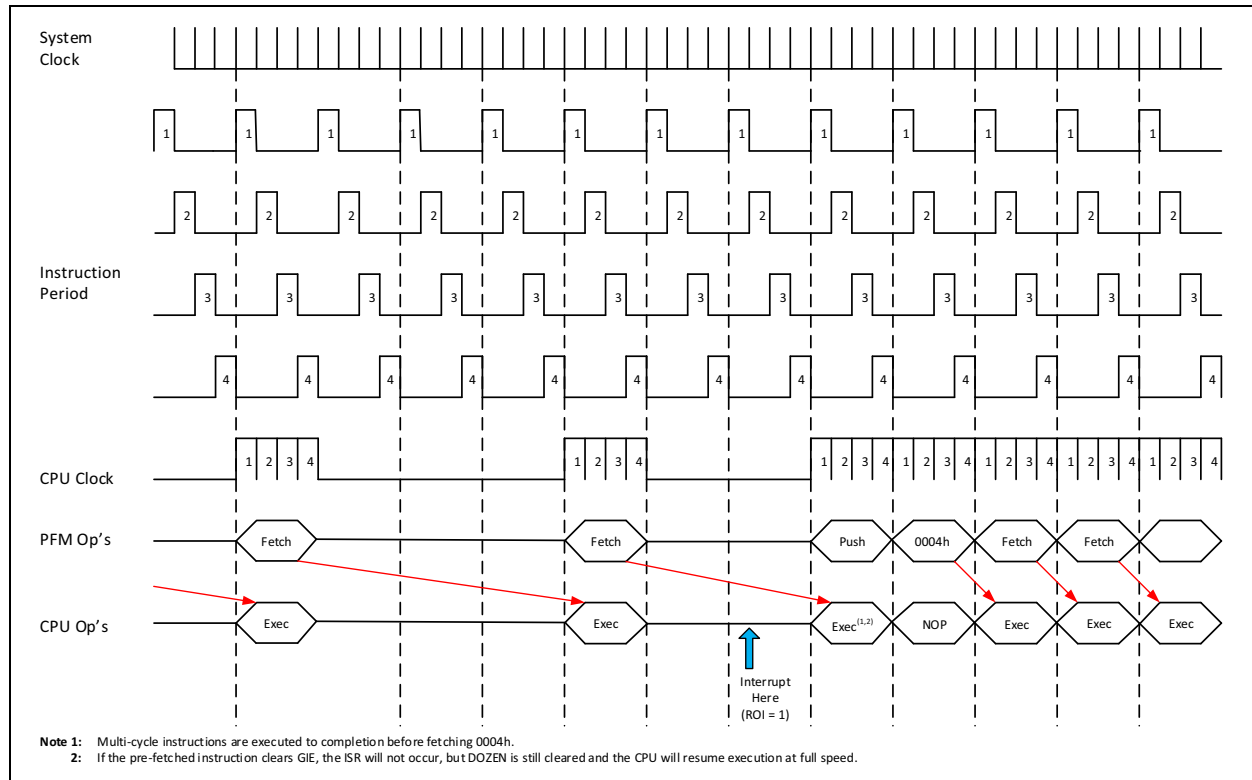 System
Clock
1 1 1 1 1 1 1 1 1 1 1 1 1
2 2 2 2 2 2 2 2 2 2 2 2 2
Instruction
Period
3 3 3 3 3 3 3 3 3 3 3 3 3
4 4 4 4 4 4 4 4 4 4 4 4 4
CPU Clock
1 2 3 4 1 2 3 4 1 2 3 4 1 2 3 4 1 2 3 4 1 2 3 4 1 2 3 4
PFM Op's Fetch Fetch Push 0004h Fetch Fetch
CPU Op's Exec Exec Exec(1,2) NOP Exec Exec Exec
Interrupt
Here
(ROI = 1)
Note 1: Multi-cycle instructions are executed to completion before fetching 0004h.
2: If the pre-fetched instruction clears GIE, the ISR will not occur, but DOZEN is still cleared and the CPU will resume execution at full speed.